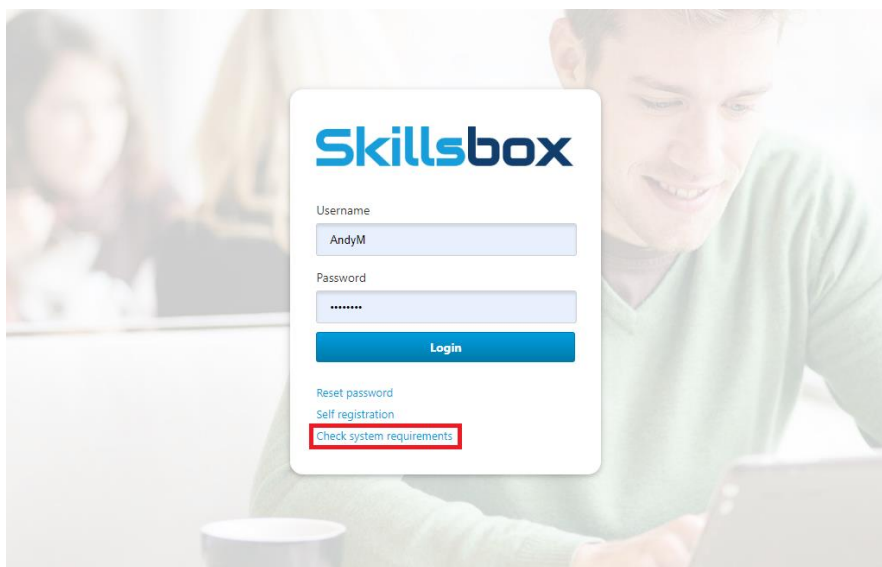 Skillsbox
Username
AndyM
Password
••••••••
Login
Reset password
Self registration
Check system requirements